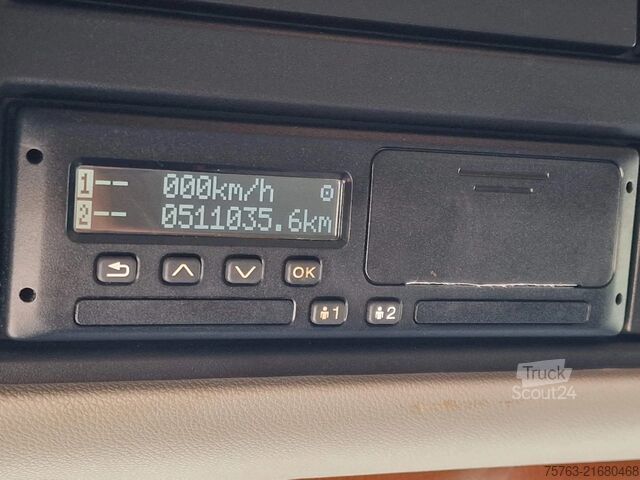 1 -- 000km/h
2 -- 0511035.6km
OK
1 2
Truck
Scout24
75763-21680468